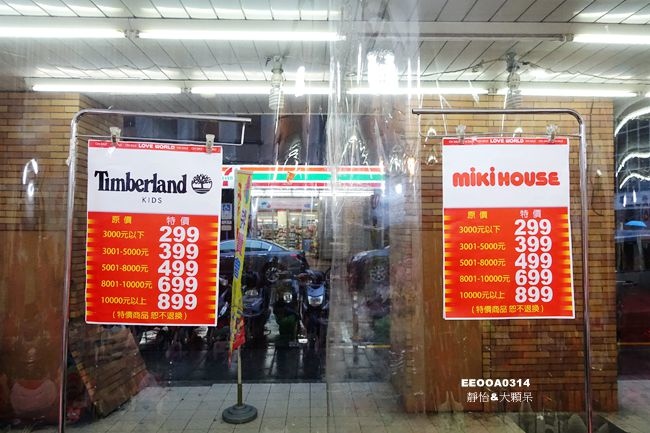 LOVE WORLD
Timberland
KIDS
原價 特價
3000元以下 299
3001-5000元 399
5001-8000元 499
8001-10000元 699
10000元以上 899
(特價商品 恕不退換)
LOVE WORLD
miki HOUSE
原價 特價
3000元以下 299
3001-5000元 399
5001-8000元 499
8001-10000元 699
10000元以上 899
(特價商品 恕不退換)
EEOOA0314
靜怡&大顆呆